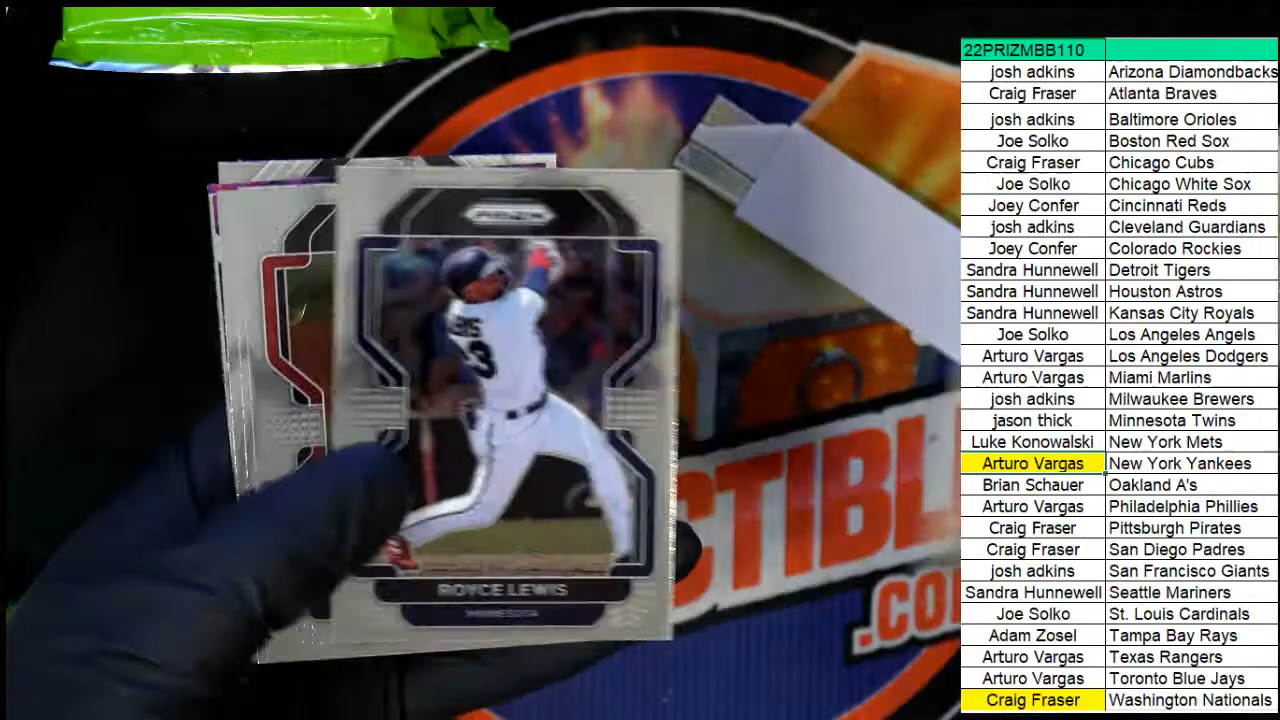 PRIZM
ROYCE LEWIS
MINNESOTA
CTIBL
.CO
22PRIZMBB110
josh adkins Arizona Diamondbacks
Craig Fraser Atlanta Braves
josh adkins Baltimore Orioles
Joe Solko Boston Red Sox
Craig Fraser Chicago Cubs
Joe Solko Chicago White Sox
Joey Confer Cincinnati Reds
josh adkins Cleveland Guardians
Joey Confer Colorado Rockies
Sandra Hunnewell Detroit Tigers
Sandra Hunnewell Houston Astros
Sandra Hunnewell Kansas City Royals
Joe Solko Los Angeles Angels
Arturo Vargas Los Angeles Dodgers
Arturo Vargas Miami Marlins
josh adkins Milwaukee Brewers
jason thick Minnesota Twins
Luke Konowalski New York Mets
Arturo Vargas New York Yankees
Brian Schauer Oakland A's
Arturo Vargas Philadelphia Phillies
Craig Fraser Pittsburgh Pirates
Craig Fraser San Diego Padres
josh adkins San Francisco Giants
Sandra Hunnewell Seattle Mariners
Joe Solko St. Louis Cardinals
Adam Zosel Tampa Bay Rays
Arturo Vargas Texas Rangers
Arturo Vargas Toronto Blue Jays
Craig Fraser Washington Nationals